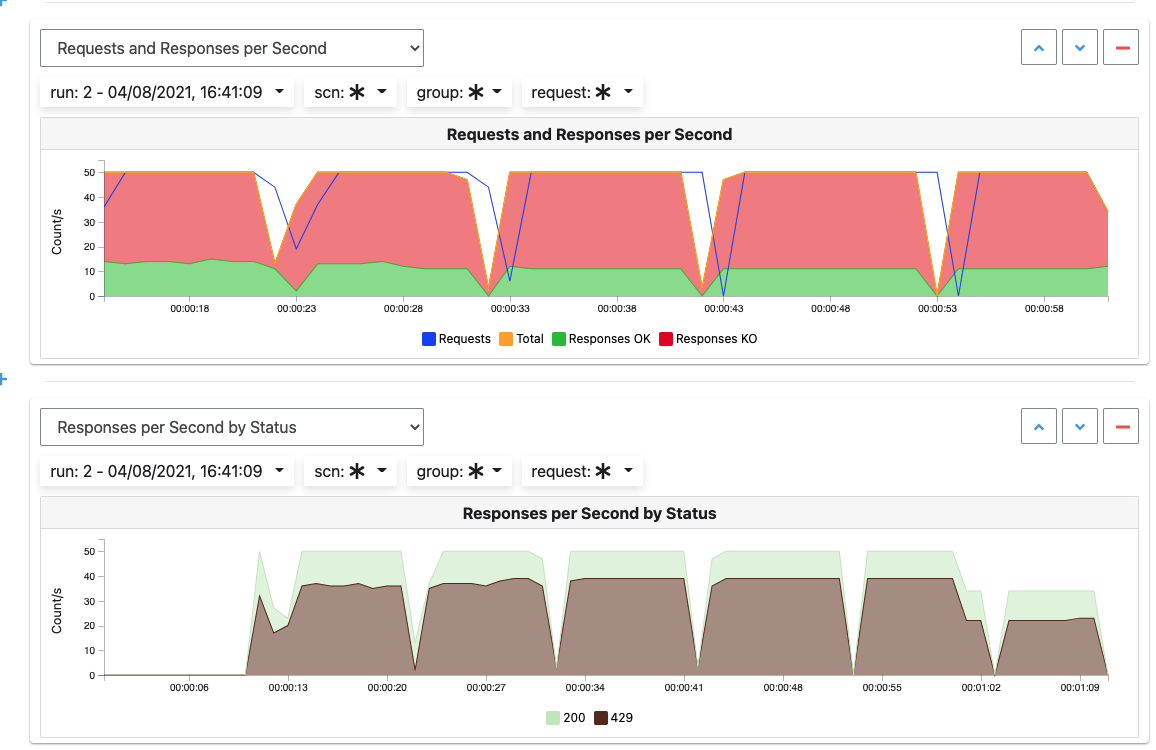 Requests and Responses per Second
run: 2 - 04/08/2021, 16:41:09 scn: * group: * request: *
Requests and Responses per Second
Count/s
50
40
30
20
10
0
00:00:18 00:00:23 00:00:28 00:00:33 00:00:38 00:00:43 00:00:48 00:00:53 00:00:58
Requests Total Responses OK Responses KO
Responses per Second by Status
run: 2 - 04/08/2021, 16:41:09 scn: * group: * request: *
Responses per Second by Status
Count/s
50
40
30
20
10
0
00:00:06 00:00:13 00:00:20 00:00:27 00:00:34 00:00:41 00:00:48 00:00:55 00:01:02 00:01:09
200 429